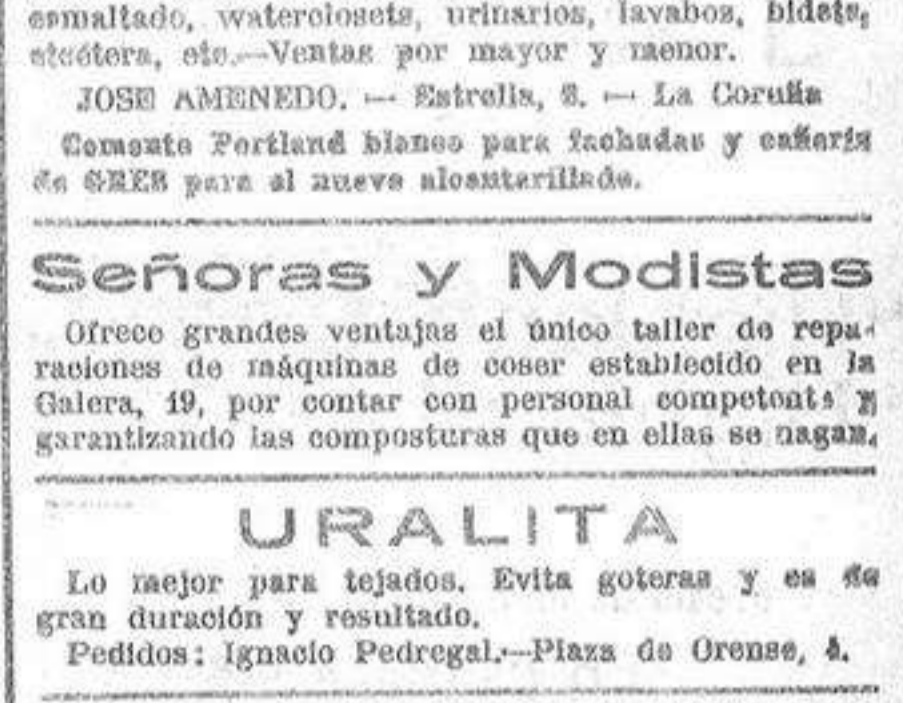 esmaltado, waterclosets, urinarios, lavabos, bidets,
etcétera, etc.—Ventas por mayor y menor.
JOSE AMENEDO. — Estrella, — La Coruña
Cemento Portland blanco para fachadas y cañería
de GRES para el nuevo alcantarillado.
Señoras y Modistas
Ofrece grandes ventajas el único taller de repa-
raciones de máquinas de coser establecido en la
Galera, 19, por contar con personal competente y
garantizando las composturas que en ellas se hagan.
URALITA
Lo mejor para tejados. Evita goteras y es de
gran duración y resultado.
Pedidos: Ignacio Pedregal.—Plaza de Orense, 4.